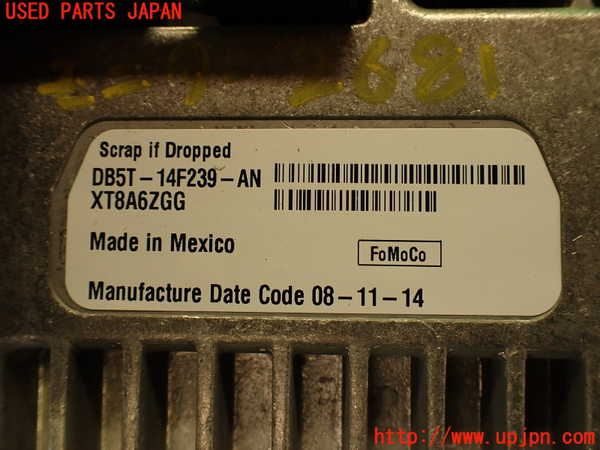 USED PARTS JAPAN
2681
Scrap if Dropped
DB5T-14F239-AN
XT8A6ZGG
Made in Mexico
FoMoCo
Manufacture Date Code 08-11-14
http://www.upjpn.com